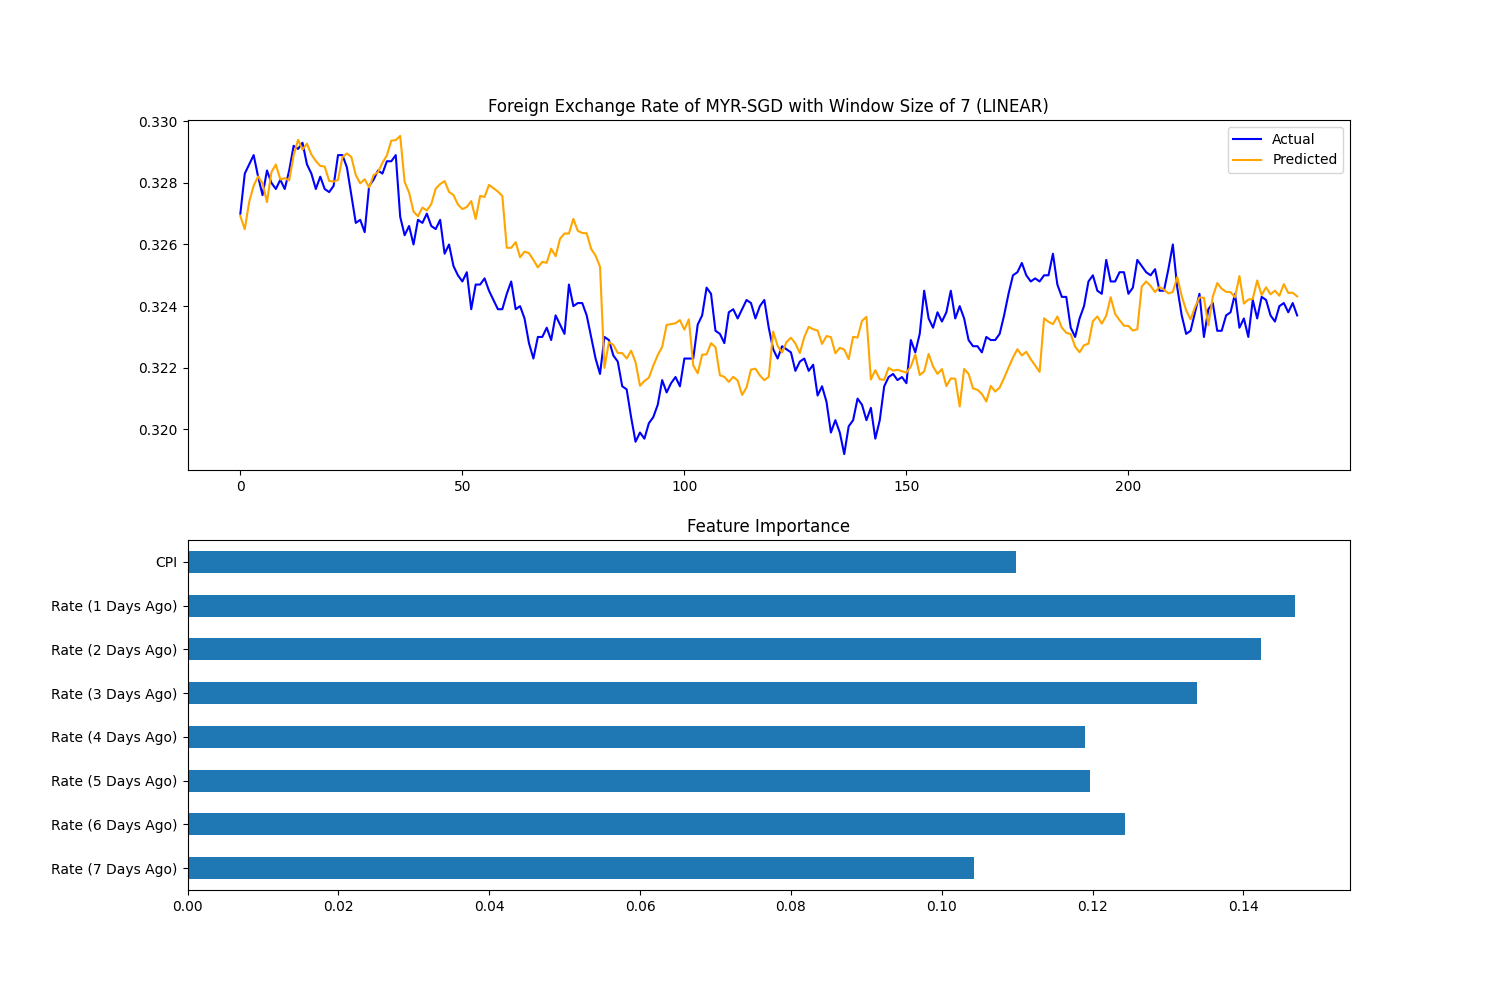 Foreign Exchange Rate of MYR-SGD with Window Size of 7 (LINEAR)
0.330
0.328
0.326
0.324
0.322
0.320
Actual
Predicted
0 50 100 150 200
Feature Importance
CPI
Rate (1 Days Ago)
Rate (2 Days Ago)
Rate (3 Days Ago)
Rate (4 Days Ago)
Rate (5 Days Ago)
Rate (6 Days Ago)
Rate (7 Days Ago)
0.00 0.02 0.04 0.06 0.08 0.10 0.12 0.14